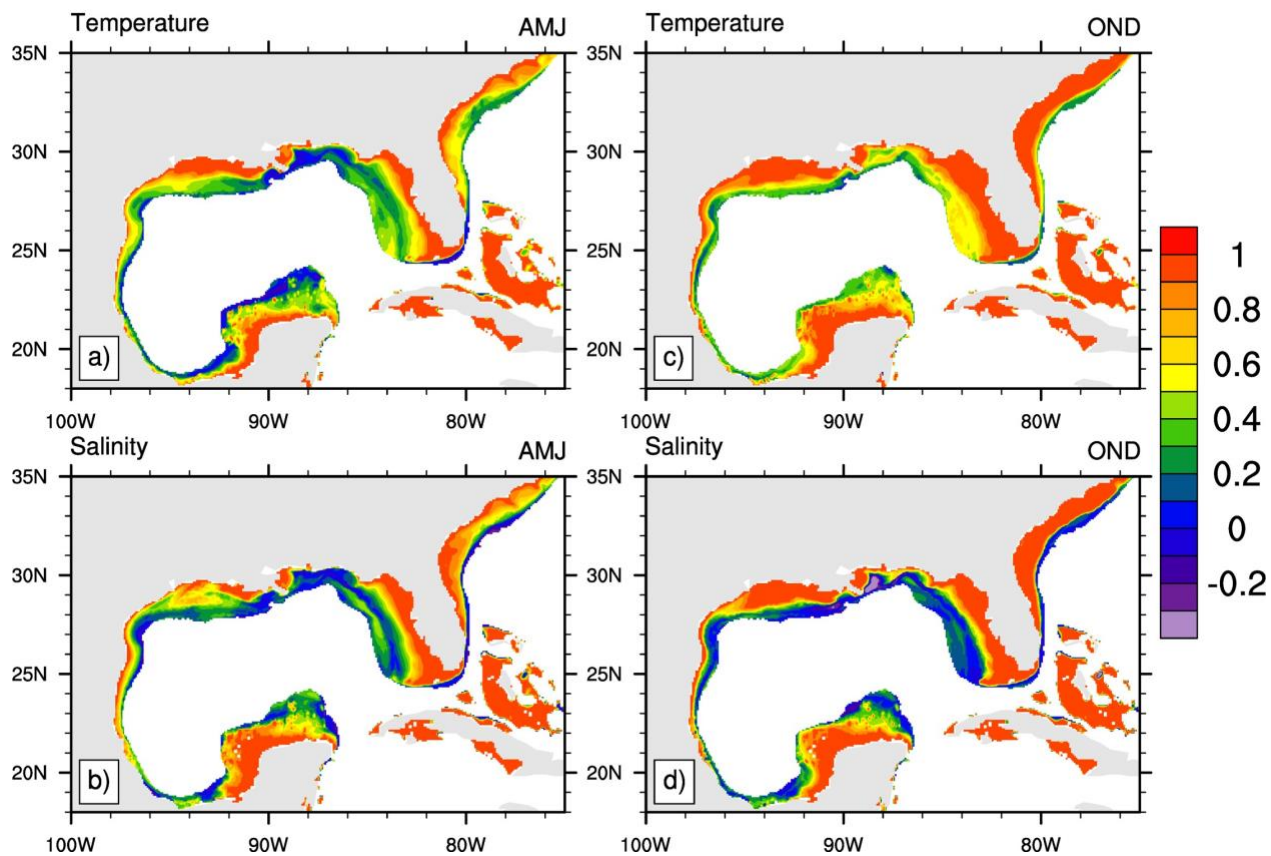 Temperature AMJ
35N
30N
25N
20N
a)
100W 90W 80W
Temperature OND
35N
30N
25N
20N
c)
100W 90W 80W
Salinity AMJ
35N
30N
25N
20N
b)
100W 90W 80W
Salinity OND
35N
30N
25N
20N
d)
100W 90W 80W
1
0.8
0.6
0.4
0.2
0
-0.2